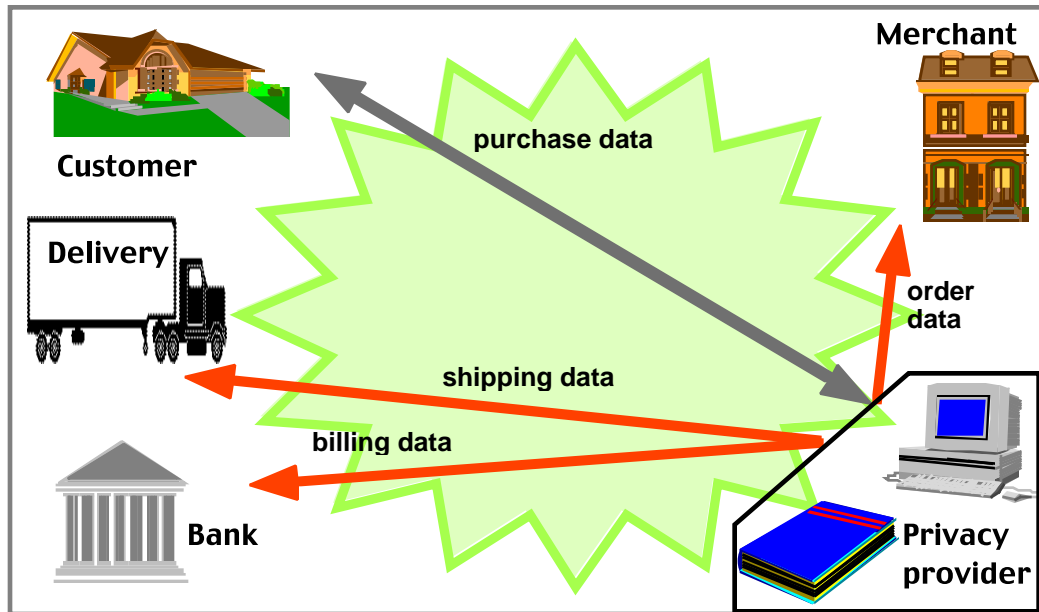 Merchant
purchase data
Customer
Delivery
order
data
shipping data
billing data
Bank
Privacy
provider